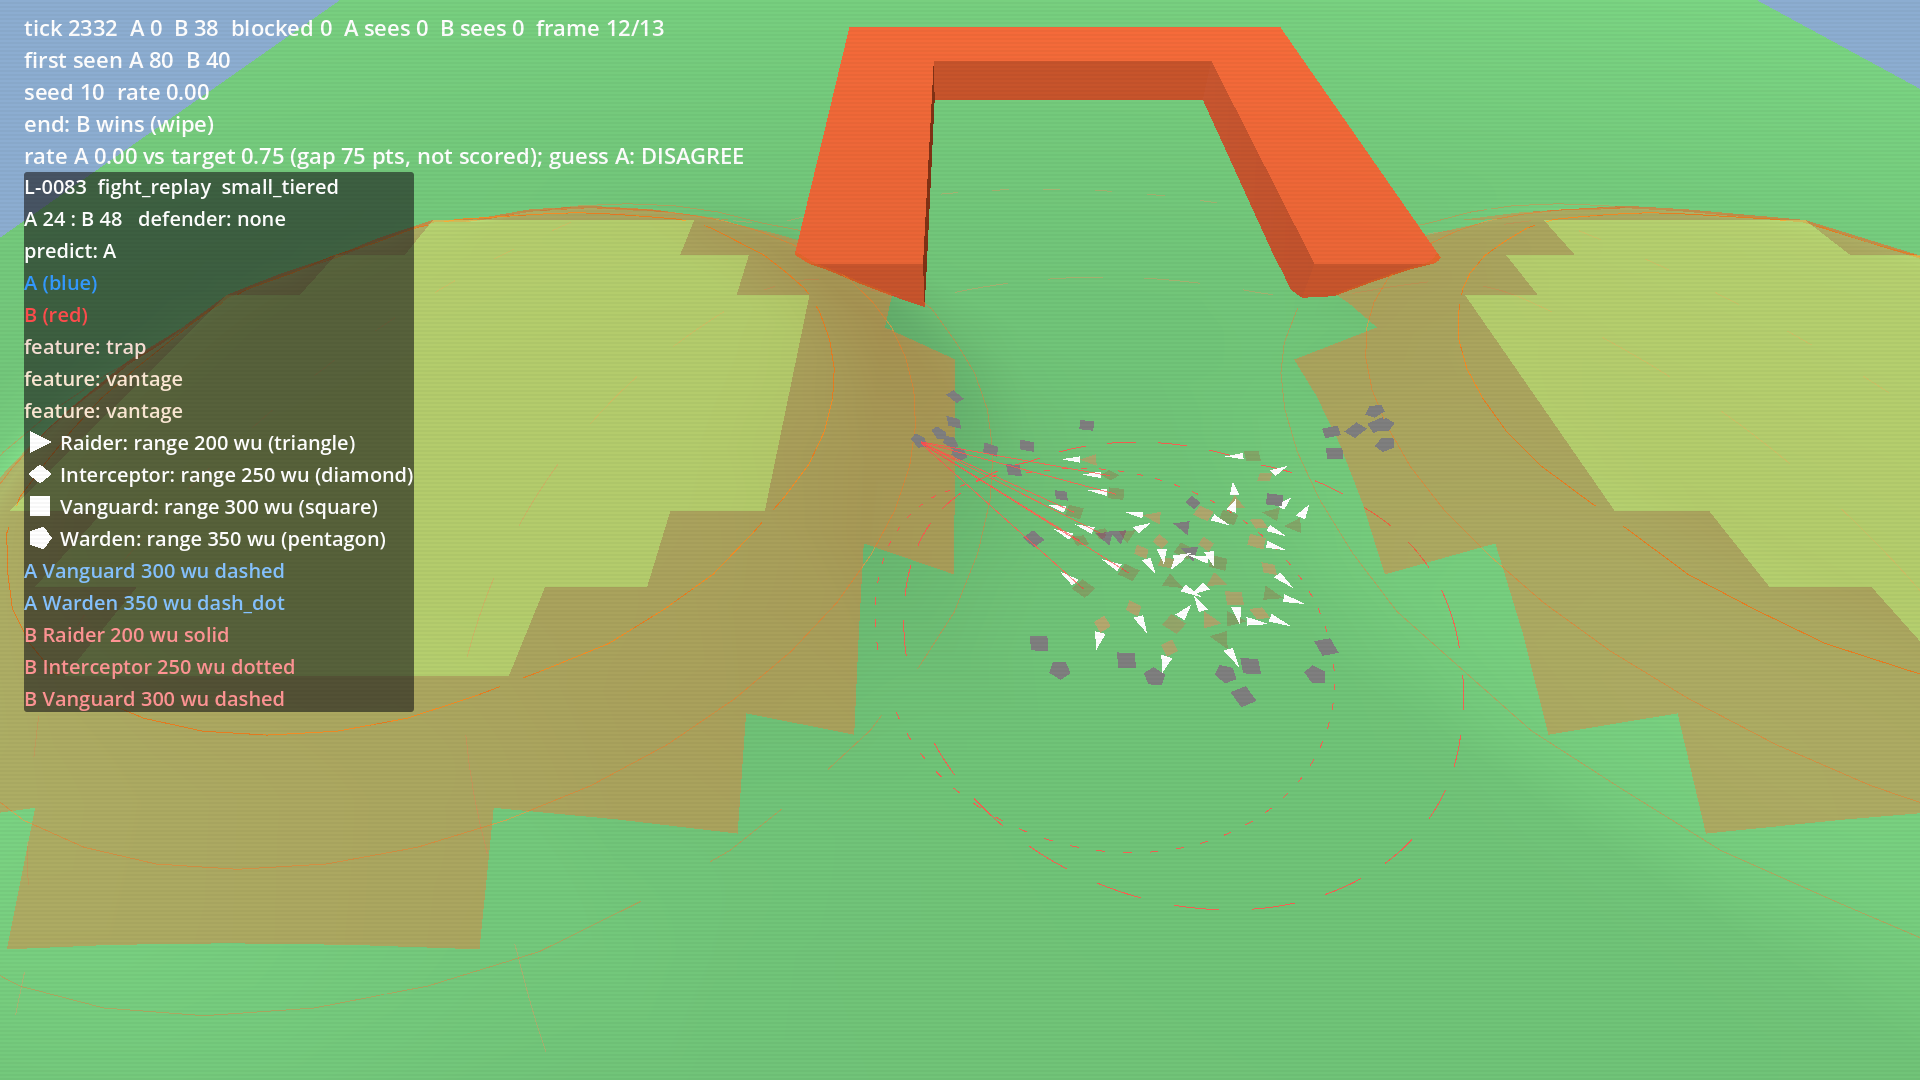 tick 2332  A 0  B 38  blocked 0  A sees 0  B sees 0  frame 12/13
first seen A 80  B 40
seed 10  rate 0.00
end: B wins (wipe)
rate A 0.00 vs target 0.75 (gap 75 pts, not scored); guess A: DISAGREE
L-0083  fight_replay  small_tiered
A 24 : B 48   defender: none
predict: A
A (blue)
B (red)
feature: trap
feature: vantage
feature: vantage
Raider: range 200 wu (triangle)
Interceptor: range 250 wu (diamond)
Vanguard: range 300 wu (square)
Warden: range 350 wu (pentagon)
A Vanguard 300 wu dashed
A Warden 350 wu dash_dot
B Raider 200 wu solid
B Interceptor 250 wu dotted
B Vanguard 300 wu dashed